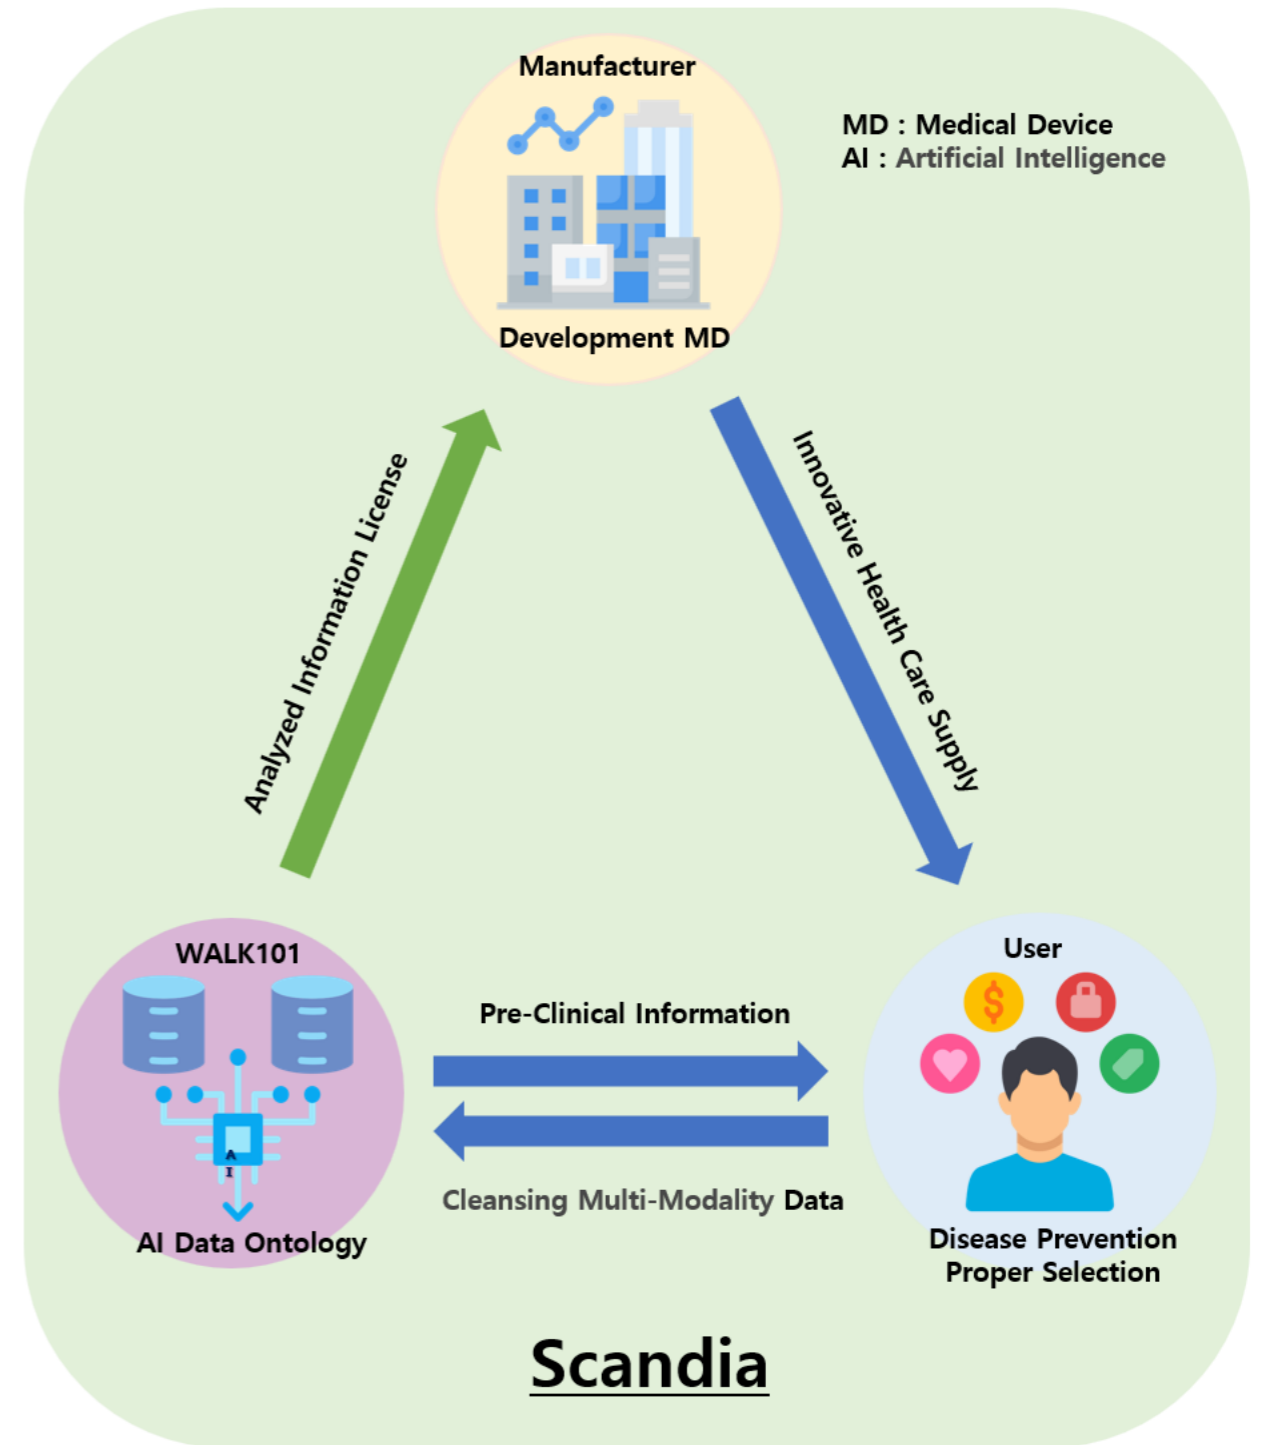 Manufacturer
MD : Medical Device
AI : Artificial Intelligence
Development MD
Analyzed Information License
Innovative Health Care Supply
WALK101
A
I
AI Data Ontology
Pre-Clinical Information
Cleansing Multi-Modality Data
User
$
Disease Prevention
Proper Selection
Scandia